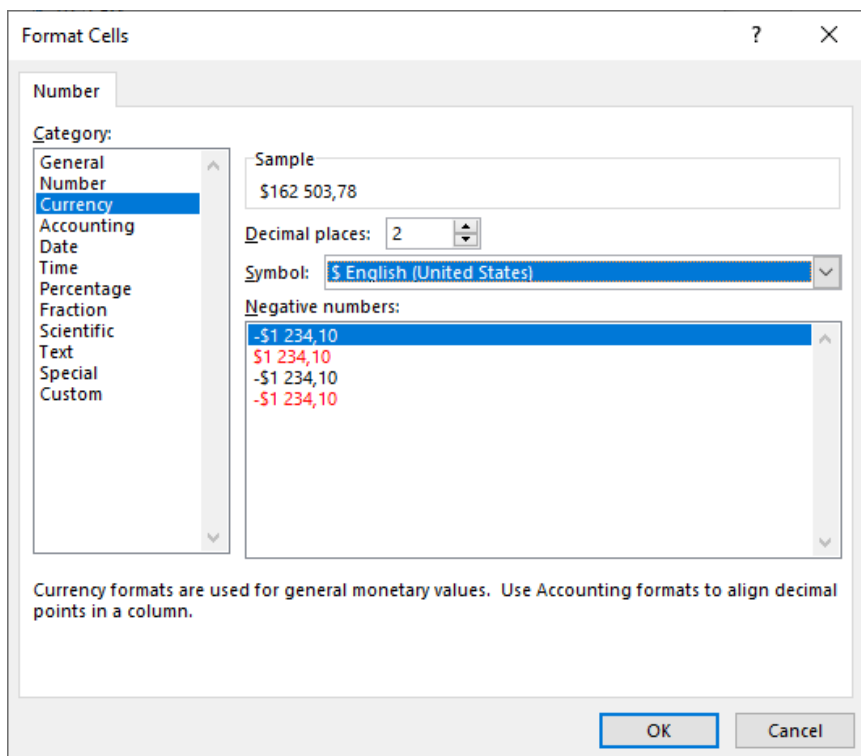 Format Cells ?
Number
Category:
General
Number
Currency
Accounting
Date
Time
Percentage
Fraction
Scientific
Text
Special
Custom
Sample
$162 503,78
Decimal places: 2
Symbol: $ English (United States)
Negative numbers:
-$1 234,10
$1 234,10
-$1 234,10
-$1 234,10
Currency formats are used for general monetary values.  Use Accounting formats to align decimal
points in a column.
OK Cancel